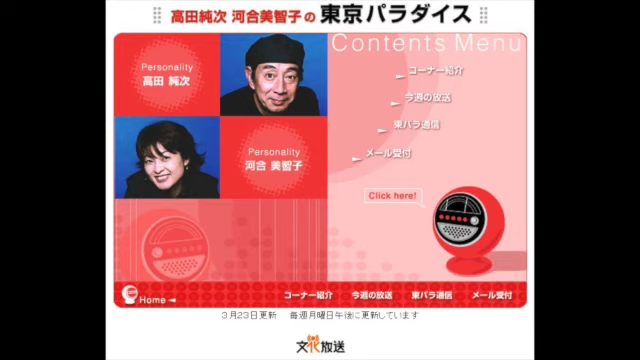 高田純次 河合美智子の 東京パラダイス
Contents Menu
Personality
高田 純次
コーナー紹介
今週の放送
東パラ通信
メール受付
Personality
河合 美智子
Click here!
Home
コーナー紹介 今週の放送 東パラ通信 メール受付
3月23日更新 毎週月曜日午後に更新しています
文化放送